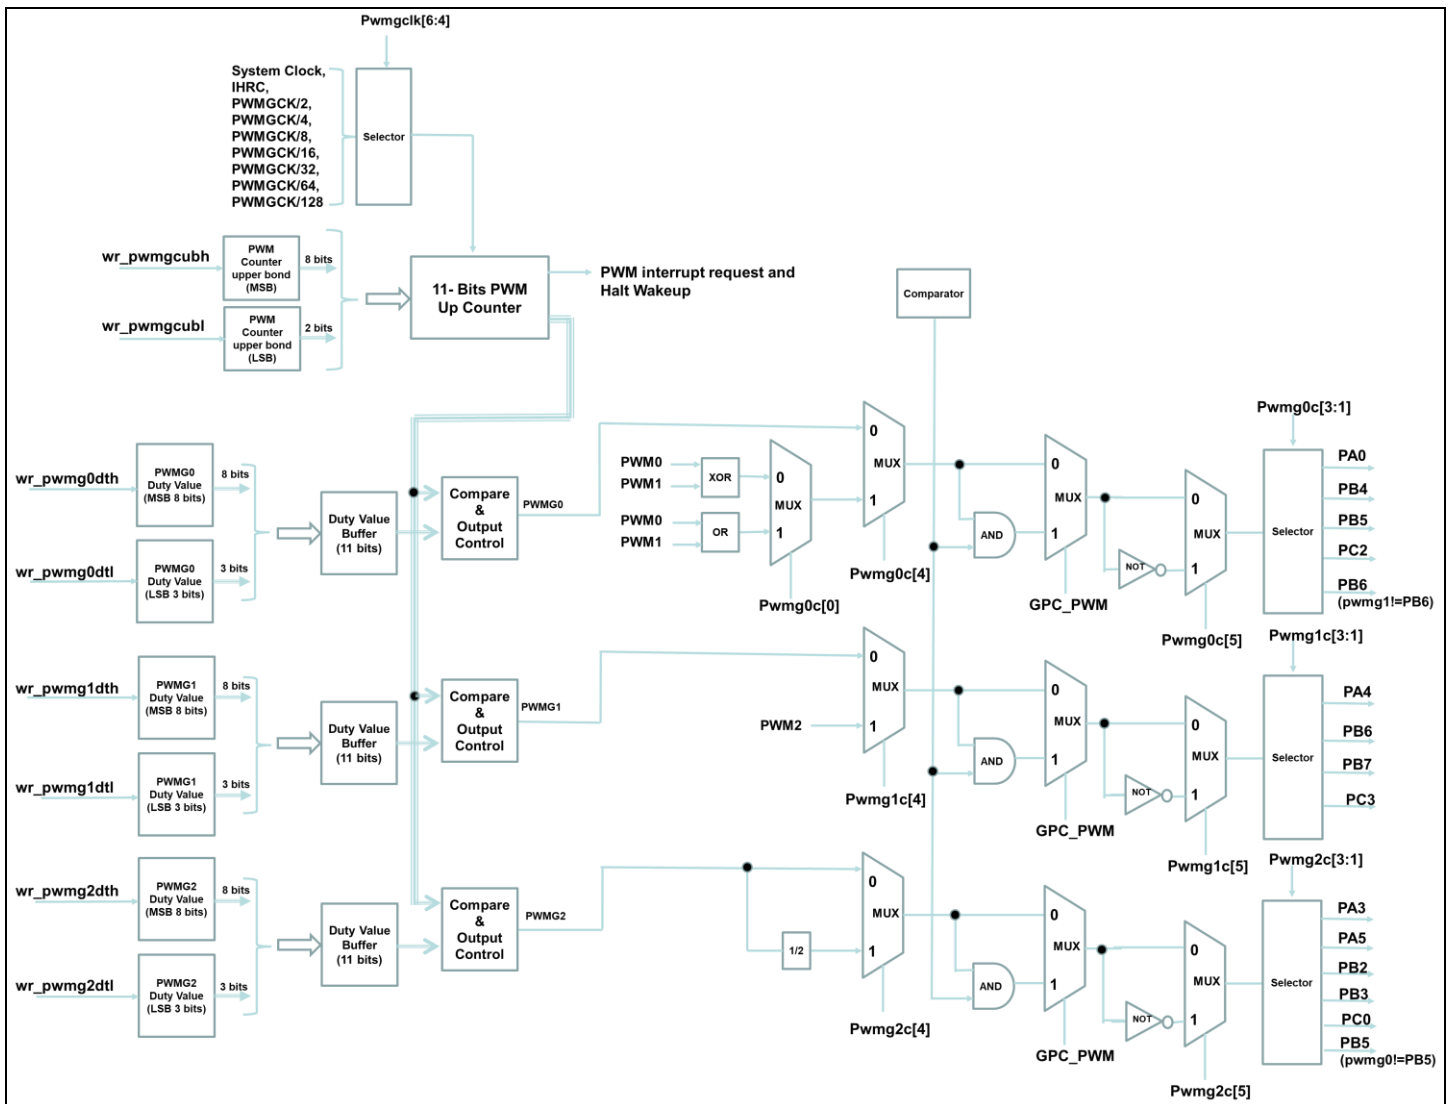 Pwmgclk[6:4]
System Clock,
IHRC,
PWMGCK/2,
PWMGCK/4,
PWMGCK/8,
PWMGCK/16,
PWMGCK/32,
PWMGCK/64,
PWMGCK/128
Selector
wr_pwmgcubh
PWM
Counter
upper bond
(MSB)
8 bits
wr_pwmgcubl
PWM
Counter
upper bond
(LSB)
2 bits
11- Bits PWM
Up Counter
PWM interrupt request and
Halt Wakeup
Comparator
wr_pwmg0dth
PWMG0
Duty Value
(MSB 8 bits)
8 bits
wr_pwmg0dtl
PWMG0
Duty Value
(LSB 3 bits)
3 bits
Duty Value
Buffer
(11 bits)
Compare
&
Output
Control
PWMG0
PWM0
PWM1
XOR
PWM0
PWM1
OR
0
MUX
1
Pwmg0c[0]
0
MUX
1
Pwmg0c[4]
AND
0
MUX
1
GPC_PWM
NOT
0
MUX
1
Pwmg0c[5]
Pwmg0c[3:1]
Selector
PA0
PB4
PB5
PC2
PB6
(pwmg1!=PB6)
wr_pwmg1dth
PWMG1
Duty Value
(MSB 8 bits)
8 bits
wr_pwmg1dtl
PWMG1
Duty Value
(LSB 3 bits)
3 bits
Duty Value
Buffer
(11 bits)
Compare
&
Output
Control
PWMG1
PWM2
0
MUX
1
Pwmg1c[4]
AND
0
MUX
1
GPC_PWM
NOT
0
MUX
1
Pwmg1c[5]
Pwmg1c[3:1]
Selector
PA4
PB6
PB7
PC3
wr_pwmg2dth
PWMG2
Duty Value
(MSB 8 bits)
8 bits
wr_pwmg2dtl
PWMG2
Duty Value
(LSB 3 bits)
3 bits
Duty Value
Buffer
(11 bits)
Compare
&
Output
Control
PWMG2
1/2
0
MUX
1
Pwmg2c[4]
AND
0
MUX
1
GPC_PWM
NOT
0
MUX
1
Pwmg2c[5]
Pwmg2c[3:1]
Selector
PA3
PA5
PB2
PB3
PC0
PB5
(pwmg0!=PB5)